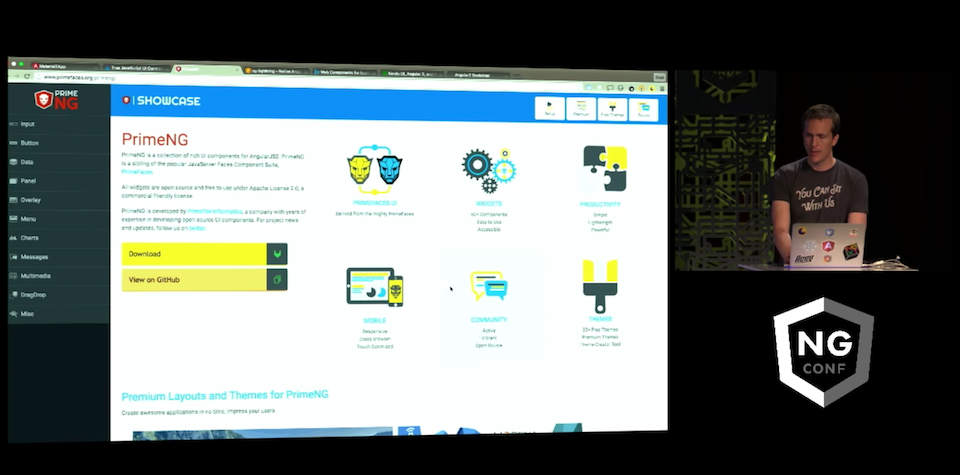 MaterialApp
True JavaScript UI Contr
ng-lightning - Native Ang
Web Components for bus
Kendo UI, Angular 2, and
Angular 2 Bootstrap
www.primefaces.org/primeng/
PRIME
NG
SHOWCASE
Setup
Premium
Free Themes
Forum
Input
Button
Data
Panel
Overlay
Menu
Charts
Messages
Multimedia
DragDrop
Misc
PrimeNG
PrimeNG is a collection of rich UI components for AngularJS2. PrimeNG
is a sibling of the popular JavaServer Faces Component Suite,
PrimeFaces.
All widgets are open source and free to use under Apache License 2.0, a
commercial friendly license.
PrimeNG is developed by PrimeTek Informatics, a company with years of
expertise in developing open source UI components. For project news
and updates, follow us on twitter.
Download
View on GitHub
PRIMEFACES UI
Derived from the mighty PrimeFaces
WIDGETS
Components
Easy to Use
Accessible
PRODUCTIVITY
Simple
Lightweight
Powerful
MOBILE
Responsive
Cross Browser
Touch Optimized
COMMUNITY
Active
Vibrant
Open Source
THEMES
Free Themes
Premium Themes
Theme Creator Tool
Premium Layouts and Themes for PrimeNG
Create awesome applications in no time, impress your users
YOU CAN SIT
WITH US
NG
CONF